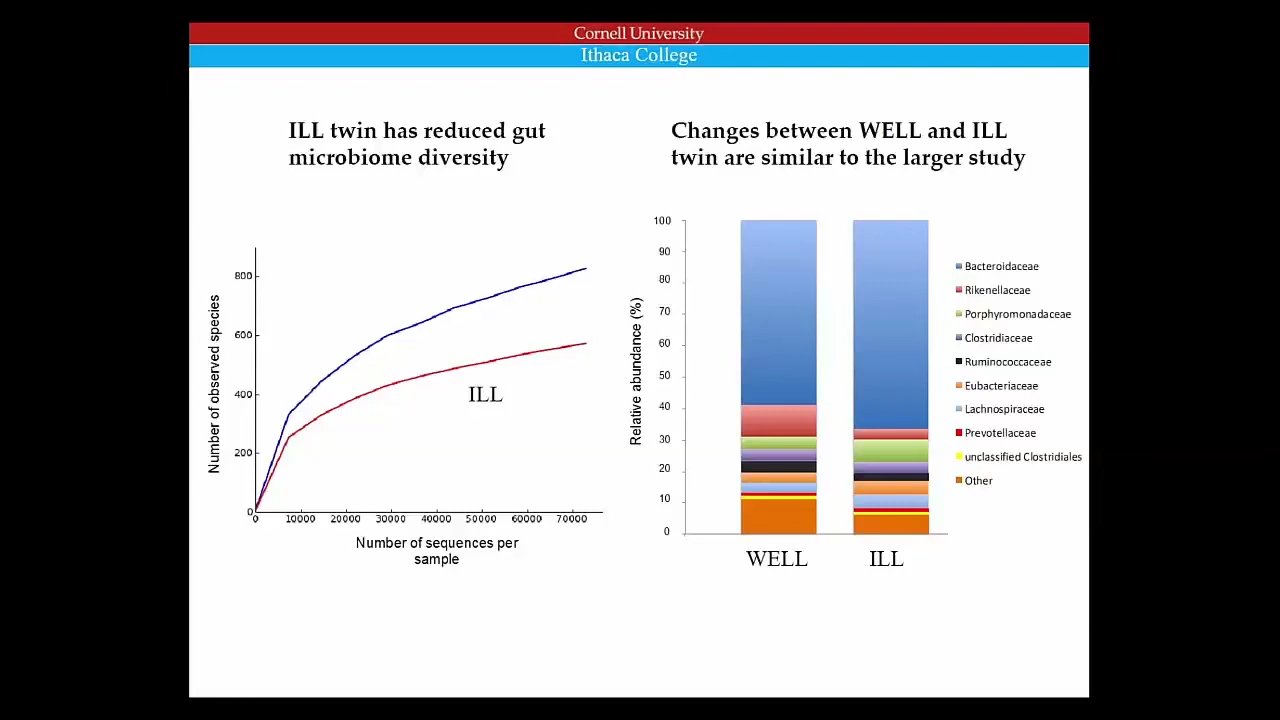 Cornell University
Ithaca College
ILL twin has reduced gut
microbiome diversity
Changes between WELL and ILL
twin are similar to the larger study
Number of observed species
800
600
400
200
0
0 10000 20000 30000 40000 50000 60000 70000
Number of sequences per
sample
ILL
Relative abundance (%)
100
90
80
70
60
50
40
30
20
10
0
WELL ILL
Bacteroidaceae
Rikenellaceae
Porphyromonadaceae
Clostridiaceae
Ruminococcaceae
Eubacteriaceae
Lachnospiraceae
Prevotellaceae
unclassified Clostridiales
Other